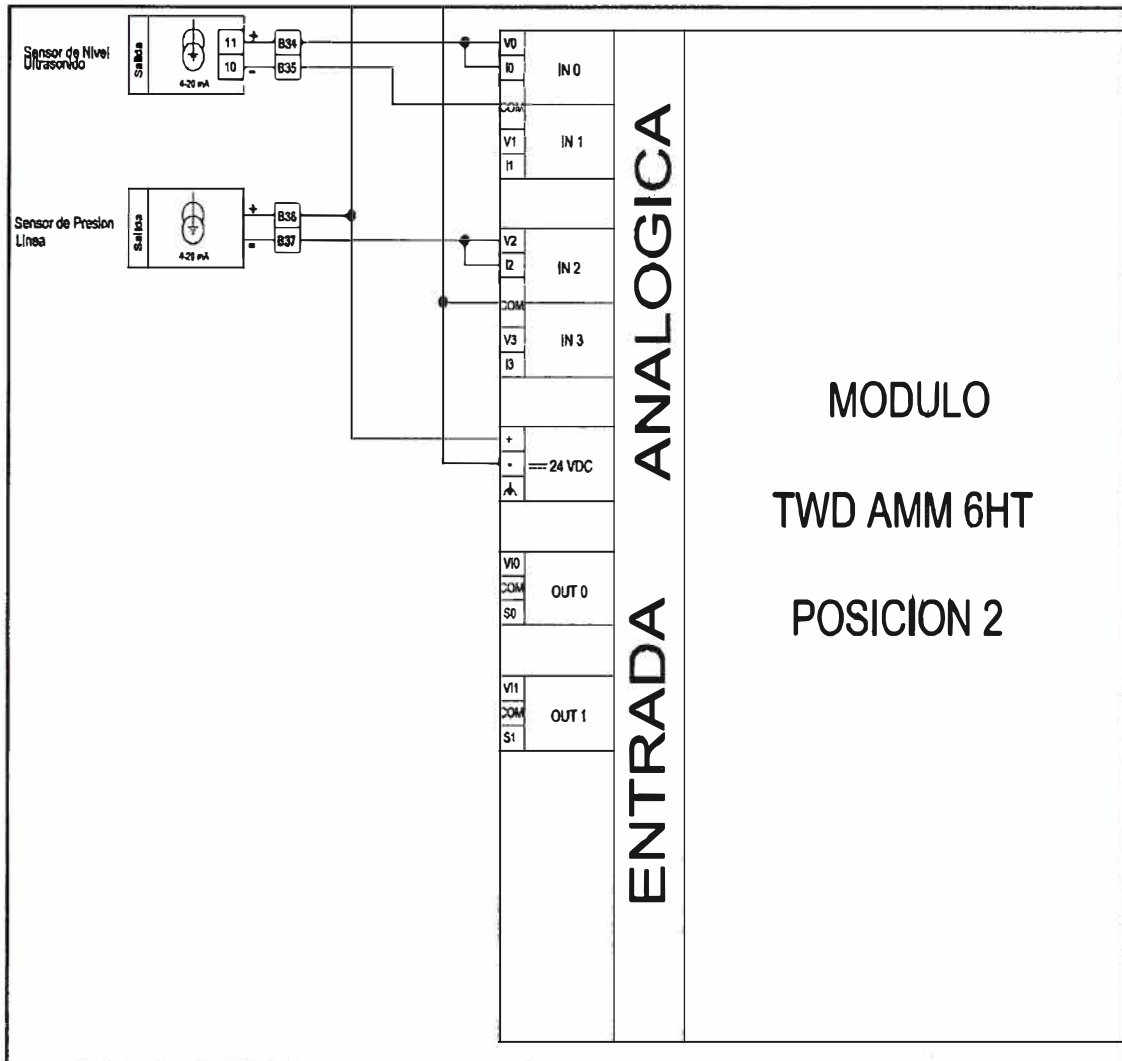 Sensor de Nivel
Ultrasonido
Salida
4-20 mA
11
10
+
-
B34
B35
Sensor de Presion
Linea
Salida
4-20 mA
+
-
B38
B37
V0
I0
COM
V1
I1
IN 0
IN 1
V2
I2
COM
V3
I3
IN 2
IN 3
+
-
24 VDC
VI0
COM
S0
OUT 0
VI1
COM
S1
OUT 1
ENTRADA ANALOGICA
MODULO
TWD AMM 6HT
POSICION 2